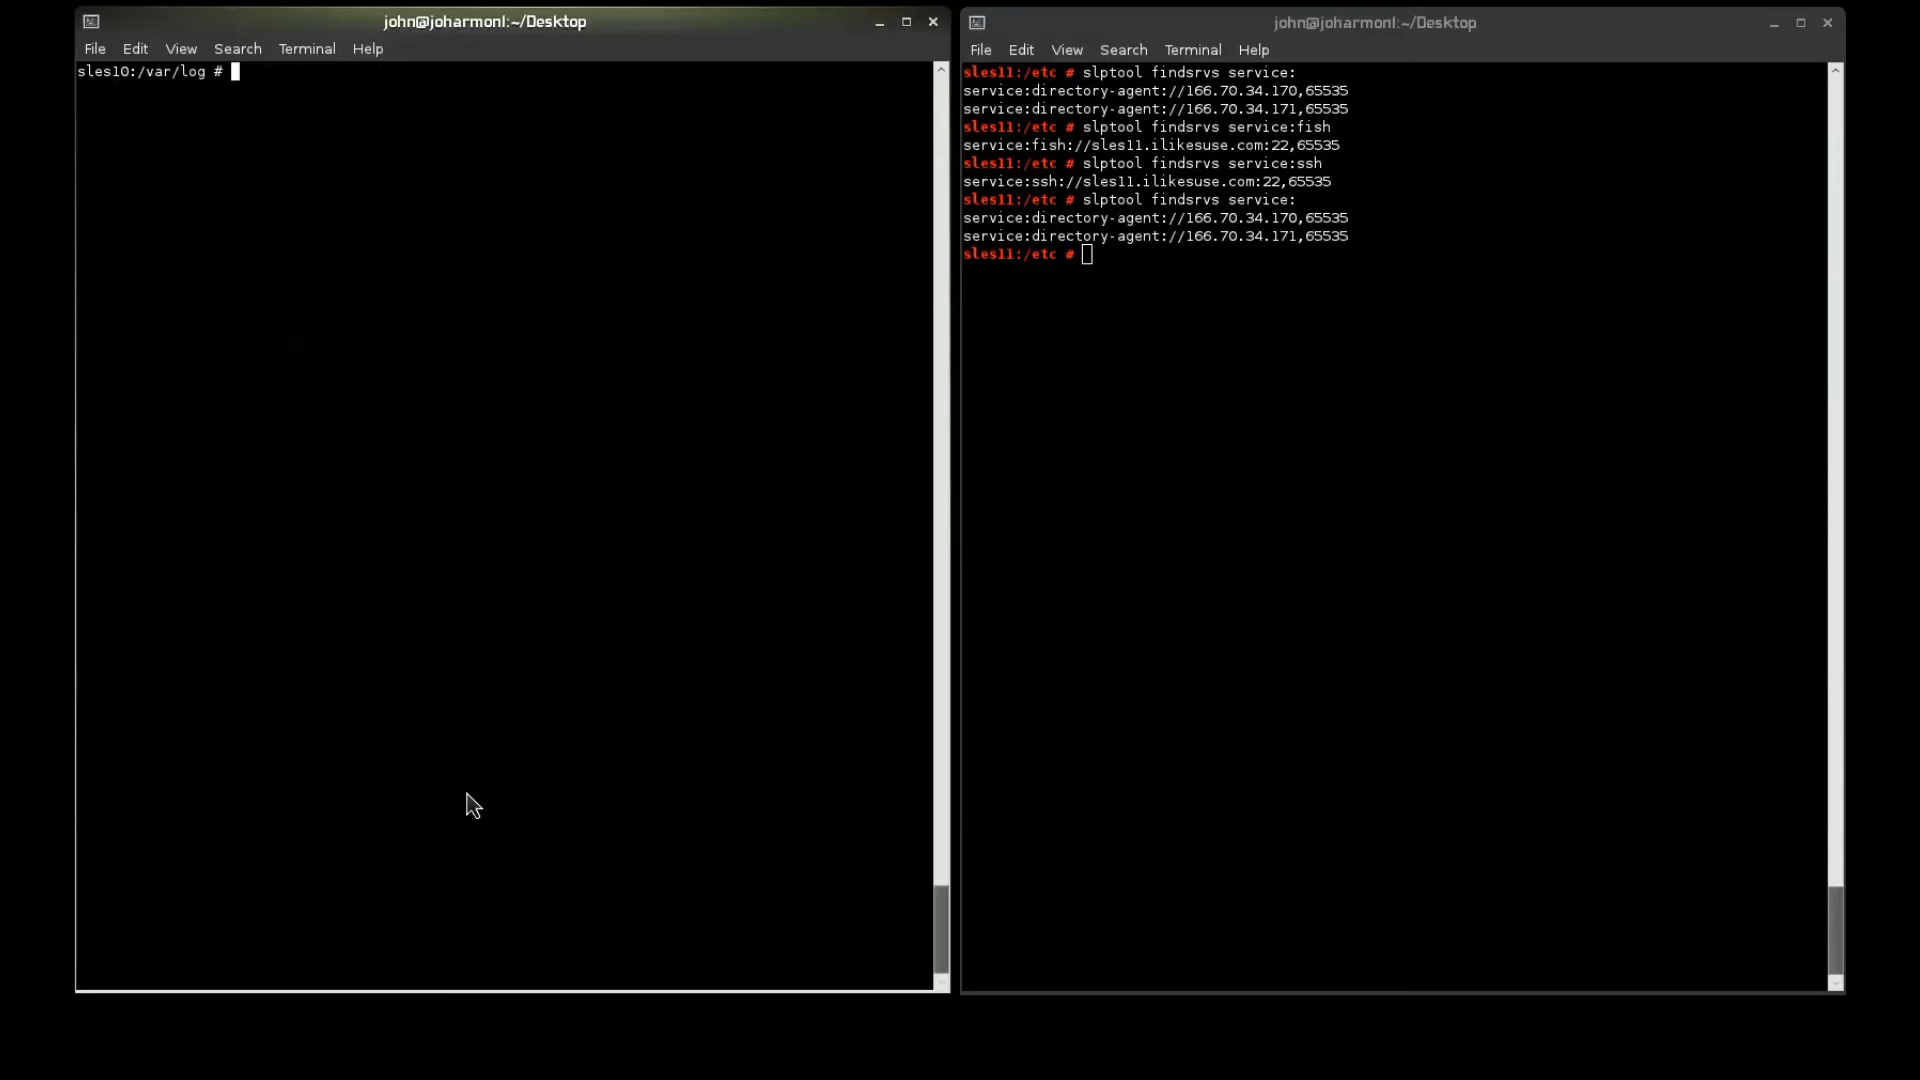 john@joharmonl:~/Desktop
File Edit View Search Terminal Help
sles10:/var/log #
john@joharmonl:~/Desktop
File Edit View Search Terminal Help
sles11:/etc # slptool findsrvs service:
service:directory-agent://166.70.34.170,65535
service:directory-agent://166.70.34.171,65535
sles11:/etc # slptool findsrvs service:fish
service:fish://sles11.ilikesuse.com:22,65535
sles11:/etc # slptool findsrvs service:ssh
service:ssh://sles11.ilikesuse.com:22,65535
sles11:/etc # slptool findsrvs service:
service:directory-agent://166.70.34.170,65535
service:directory-agent://166.70.34.171,65535
sles11:/etc #